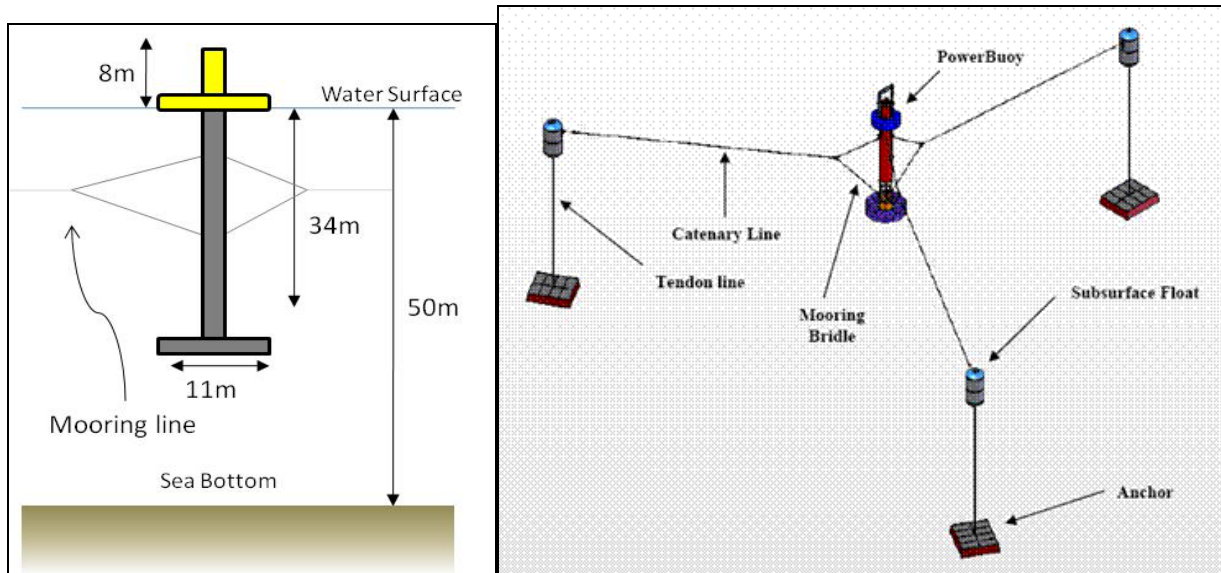 8m
Water Surface
34m
50m
11m
Mooring line
Sea Bottom
PowerBuoy
Catenary Line
Tendon line
Mooring
Bridle
Subsurface Float
Anchor